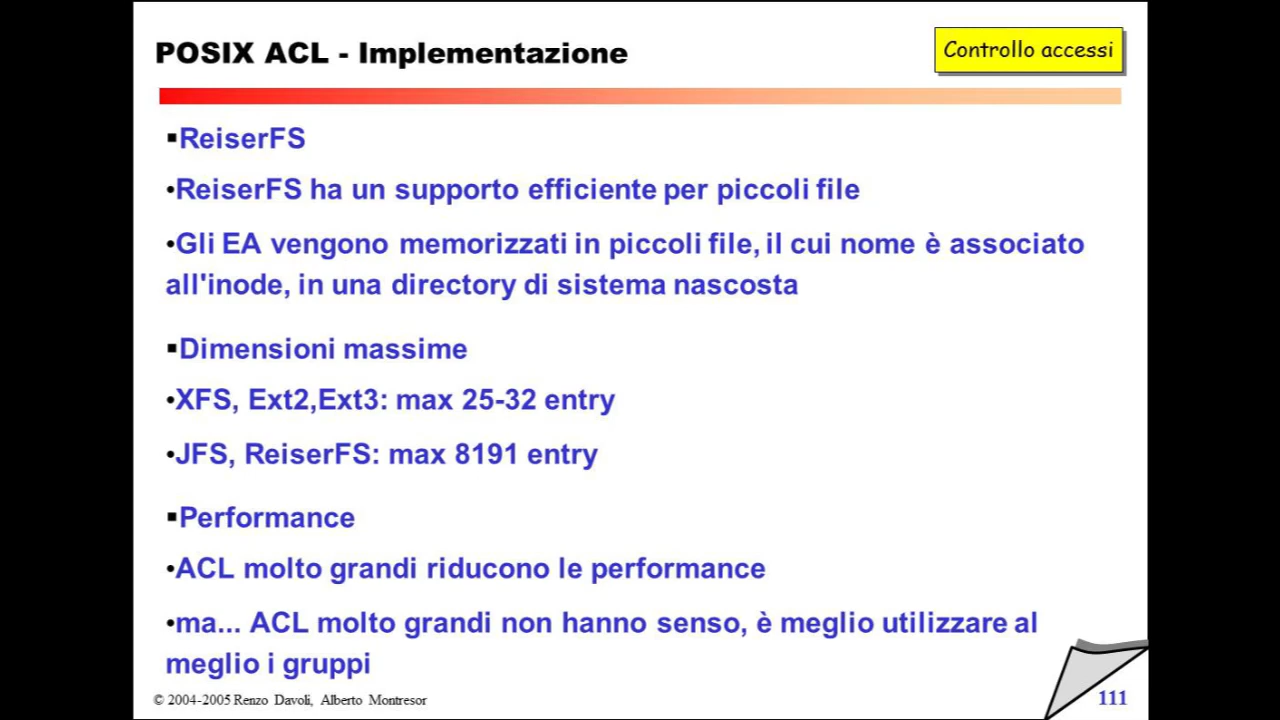 POSIX ACL - Implementazione
Controllo accessi
▪ReiserFS
•ReiserFS ha un supporto efficiente per piccoli file
•Gli EA vengono memorizzati in piccoli file, il cui nome è associato
all'inode, in una directory di sistema nascosta
▪Dimensioni massime
•XFS, Ext2,Ext3: max 25-32 entry
•JFS, ReiserFS: max 8191 entry
▪Performance
•ACL molto grandi riducono le performance
•ma... ACL molto grandi non hanno senso, è meglio utilizzare al
meglio i gruppi
© 2004-2005 Renzo Davoli, Alberto Montresor
111